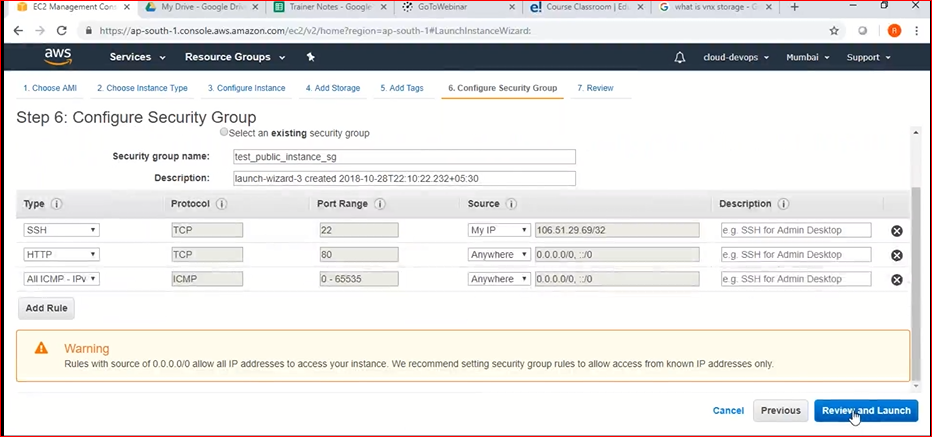 EC2 Management Con
My Drive - Google Drive
Trainer Notes - Google
GoToWebinar
Course Classroom | Edu
what is vnx storage - Go
https://ap-south-1.console.aws.amazon.com/ec2/v2/home?region=ap-south-1#LaunchInstanceWizard:
aws
Services
Resource Groups
cloud-devops
Mumbai
Support
1. Choose AMI
2. Choose Instance Type
3. Configure Instance
4. Add Storage
5. Add Tags
6. Configure Security Group
7. Review
Step 6: Configure Security Group
Select an existing security group
Security group name:
test_public_instance_sg
Description:
launch-wizard-3 created 2018-10-28T22:10:22.232+05:30
Type Protocol Port Range Source Description
SSH TCP 22 My IP 106.51.29.69/32 e.g. SSH for Admin Desktop
HTTP TCP 80 Anywhere 0.0.0.0/0, ::/0 e.g. SSH for Admin Desktop
All ICMP - IPv ICMP 0 - 65535 Anywhere 0.0.0.0/0, ::/0 e.g. SSH for Admin Desktop
Add Rule
Warning
Rules with source of 0.0.0.0/0 allow all IP addresses to access your instance. We recommend setting security group rules to allow access from known IP addresses only.
Cancel
Previous
Review and Launch